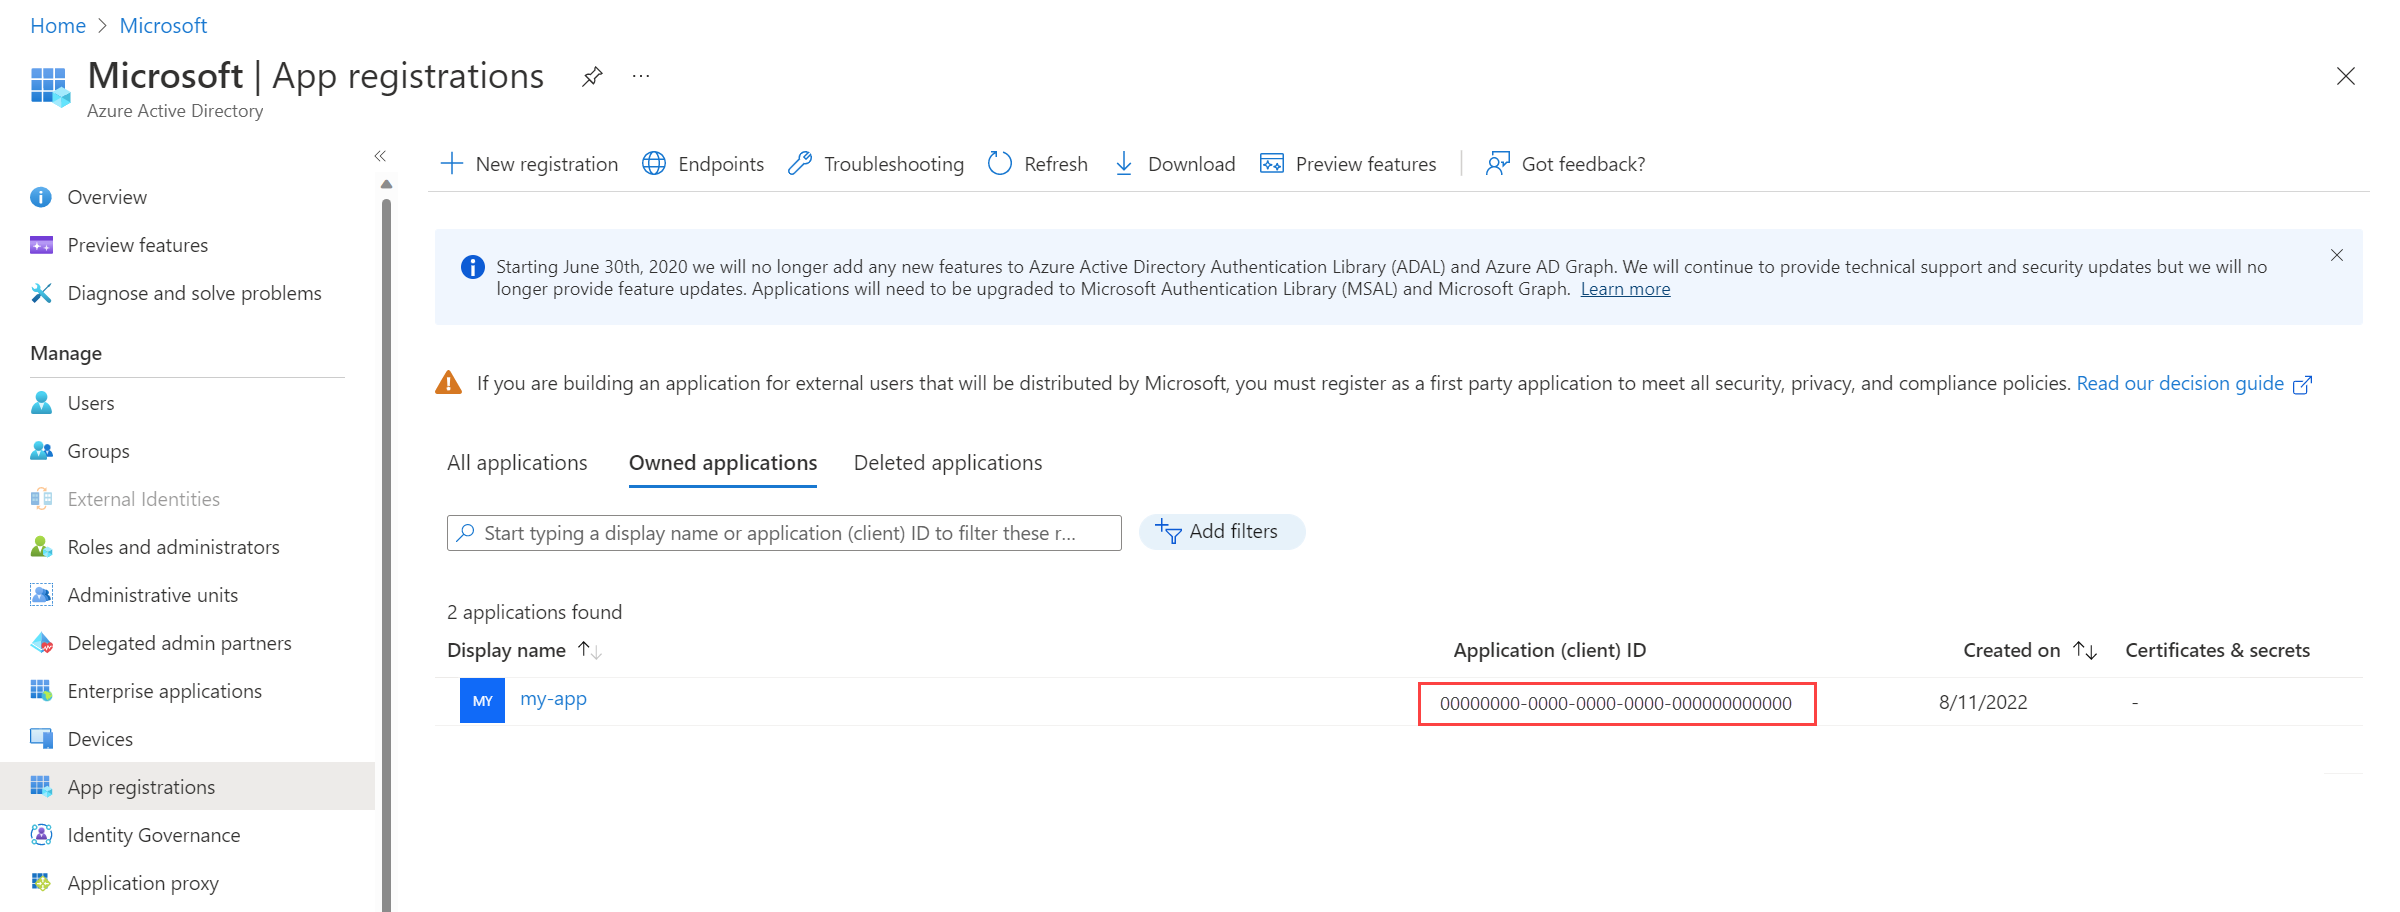 Home > Microsoft
Microsoft | App registrations
Azure Active Directory
Overview
Preview features
Diagnose and solve problems
Manage
Users
Groups
External Identities
Roles and administrators
Administrative units
Delegated admin partners
Enterprise applications
Devices
App registrations
Identity Governance
Application proxy
New registration Endpoints Troubleshooting Refresh Download Preview features Got feedback?
Starting June 30th, 2020 we will no longer add any new features to Azure Active Directory Authentication Library (ADAL) and Azure AD Graph. We will continue to provide technical support and security updates but we will no
longer provide feature updates. Applications will need to be upgraded to Microsoft Authentication Library (MSAL) and Microsoft Graph. Learn more
If you are building an application for external users that will be distributed by Microsoft, you must register as a first party application to meet all security, privacy, and compliance policies. Read our decision guide
All applications Owned applications Deleted applications
Start typing a display name or application (client) ID to filter these r... Add filters
2 applications found
Display name Application (client) ID Created on Certificates & secrets
MY my-app 00000000-0000-0000-0000-000000000000 8/11/2022 -